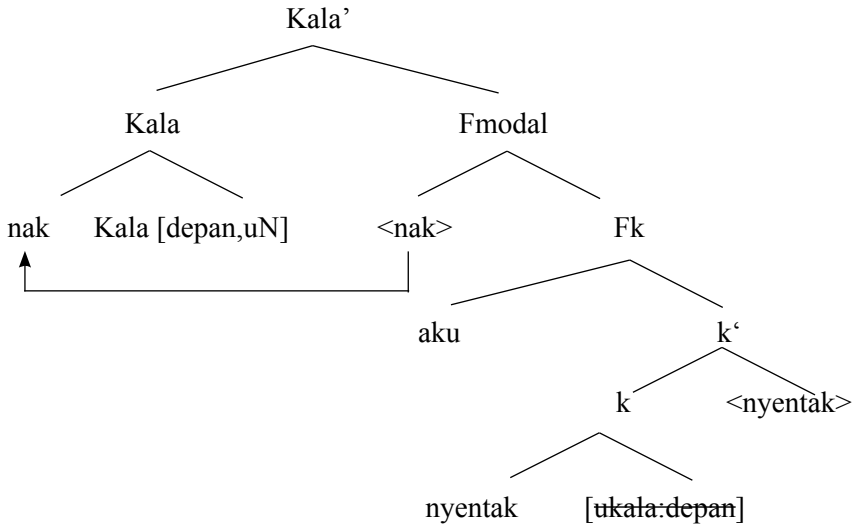 Kala’
Kala Fmodal
nak Kala [depan,uN] <nak> Fk
aku k‘
k <nyentak>
nyentak [ukala:depan]